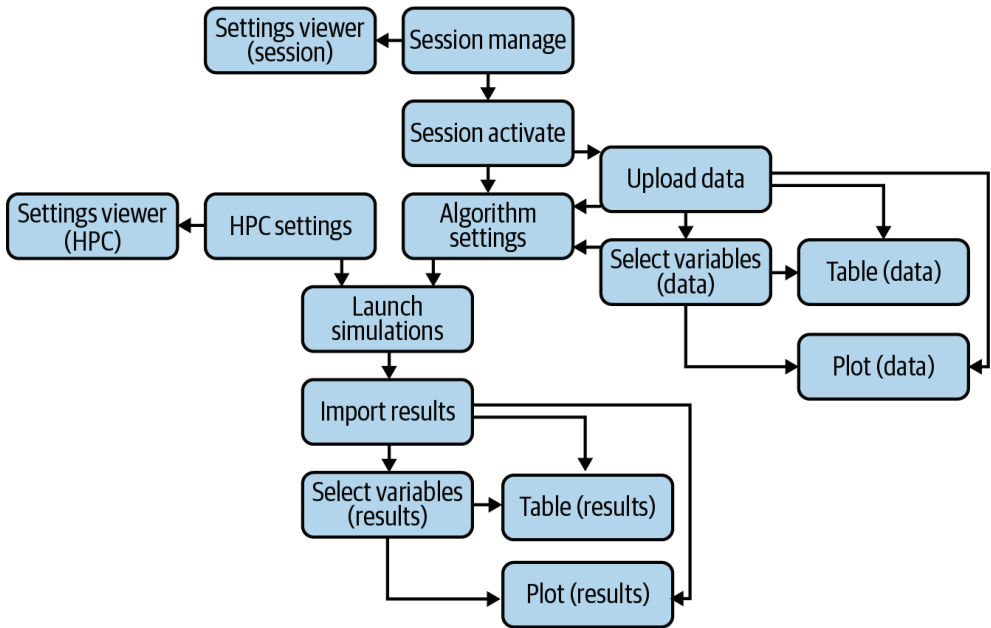 Settings viewer
(session)
Session manage
Session activate
Upload data
Settings viewer
(HPC)
HPC settings
Algorithm
settings
Select variables
(data)
Table (data)
Launch
simulations
Plot (data)
Import results
Select variables
(results)
Table (results)
Plot (results)